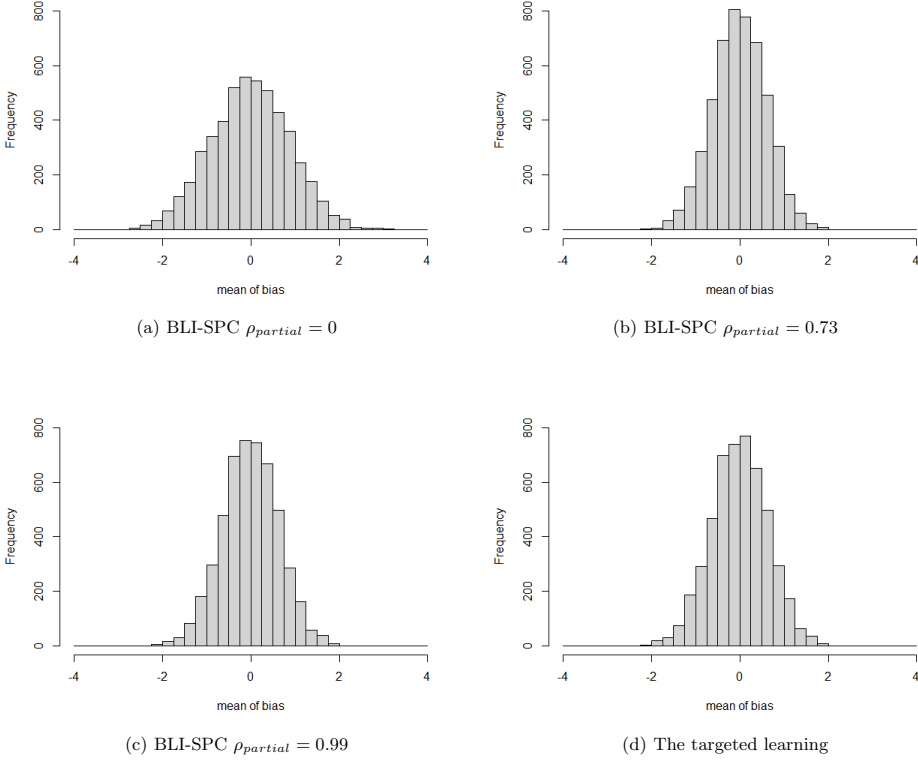 800
600
400
200
0
Frequency
-4 -2 0 2 4
mean of bias
(a) BLI-SPC ρpartial = 0
800
600
400
200
0
Frequency
-4 -2 0 2 4
mean of bias
(b) BLI-SPC ρpartial = 0.73
800
600
400
200
0
Frequency
-4 -2 0 2 4
mean of bias
(c) BLI-SPC ρpartial = 0.99
800
600
400
200
0
Frequency
-4 -2 0 2 4
mean of bias
(d) The targeted learning